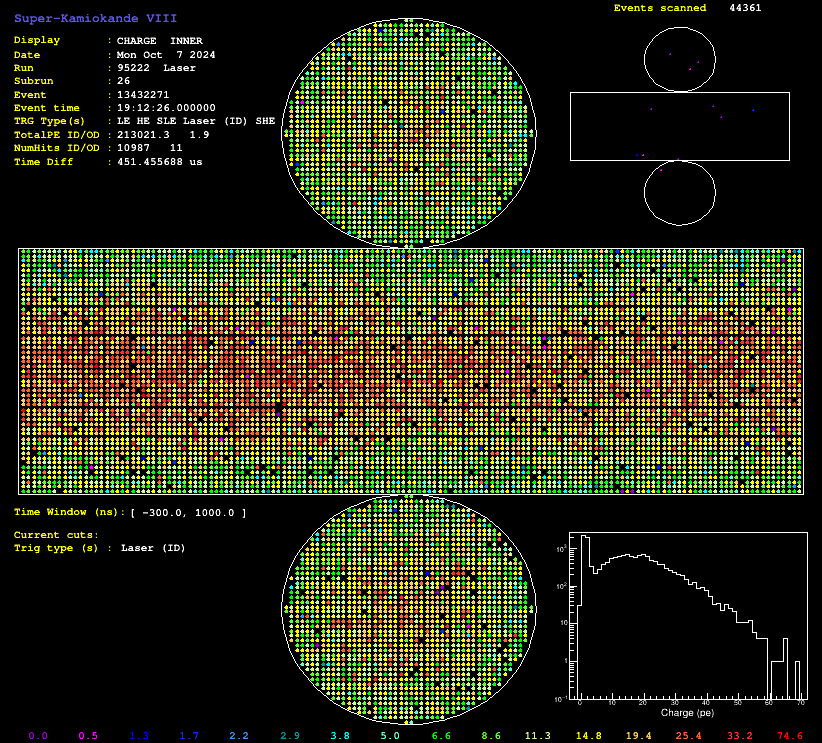 Super-Kamiokande VIII
Events scanned 44361
Display : CHARGE INNER
Date : Mon Oct 7 2024
Run : 95222 Laser
Subrun : 26
Event : 13432271
Event time : 19:12:26.000000
TRG Type(s) : LE HE SLE Laser (ID) SHE
TotalPE ID/OD : 213021.3 1.9
NumHits ID/OD : 10987 11
Time Diff : 451.455688 us
Time Window (ns): [ -300.0, 1000.0 ]
Current cuts:
Trig type (s) : Laser (ID)
10³
10²
10
1
10⁻¹
0 10 20 30 40 50 60 70
Charge (pe)
0.0 0.5 1.1 1.7 2.2 2.9 3.8 5.0 6.6 8.6 11.3 14.8 19.4 25.4 33.2 74.6